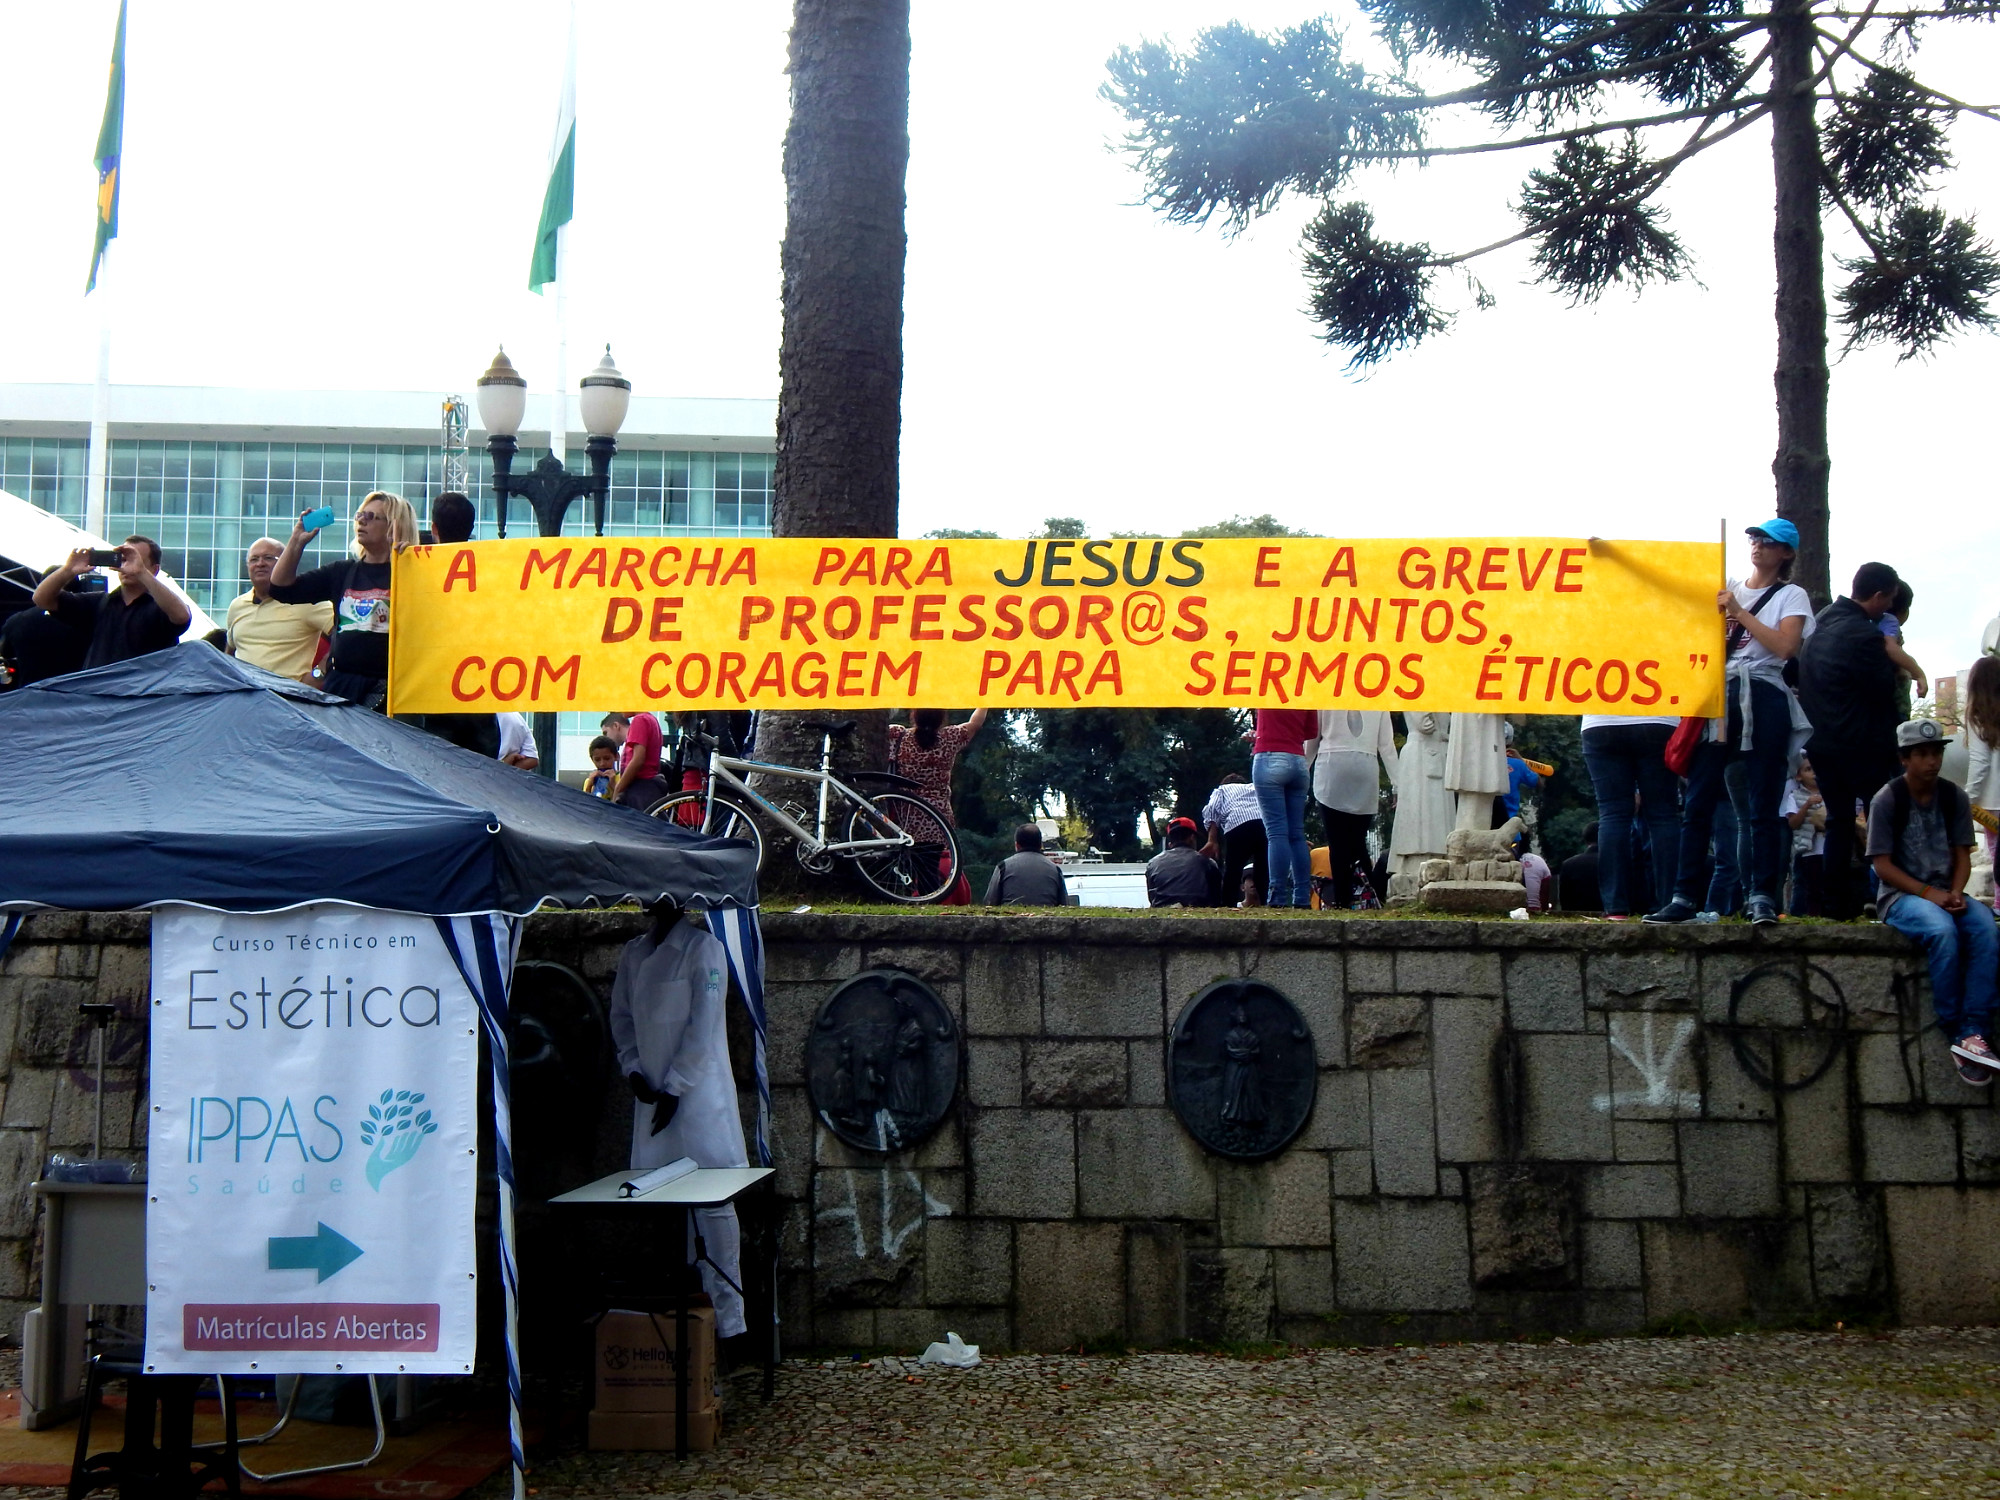 " A MARCHA PARA JESUS E A GREVE
DE PROFESSOR@S, JUNTOS,
COM CORAGEM PARA SERMOS ÉTICOS."
Curso Técnico em
Estética
IPPAS
Saúde
Matrículas Abertas